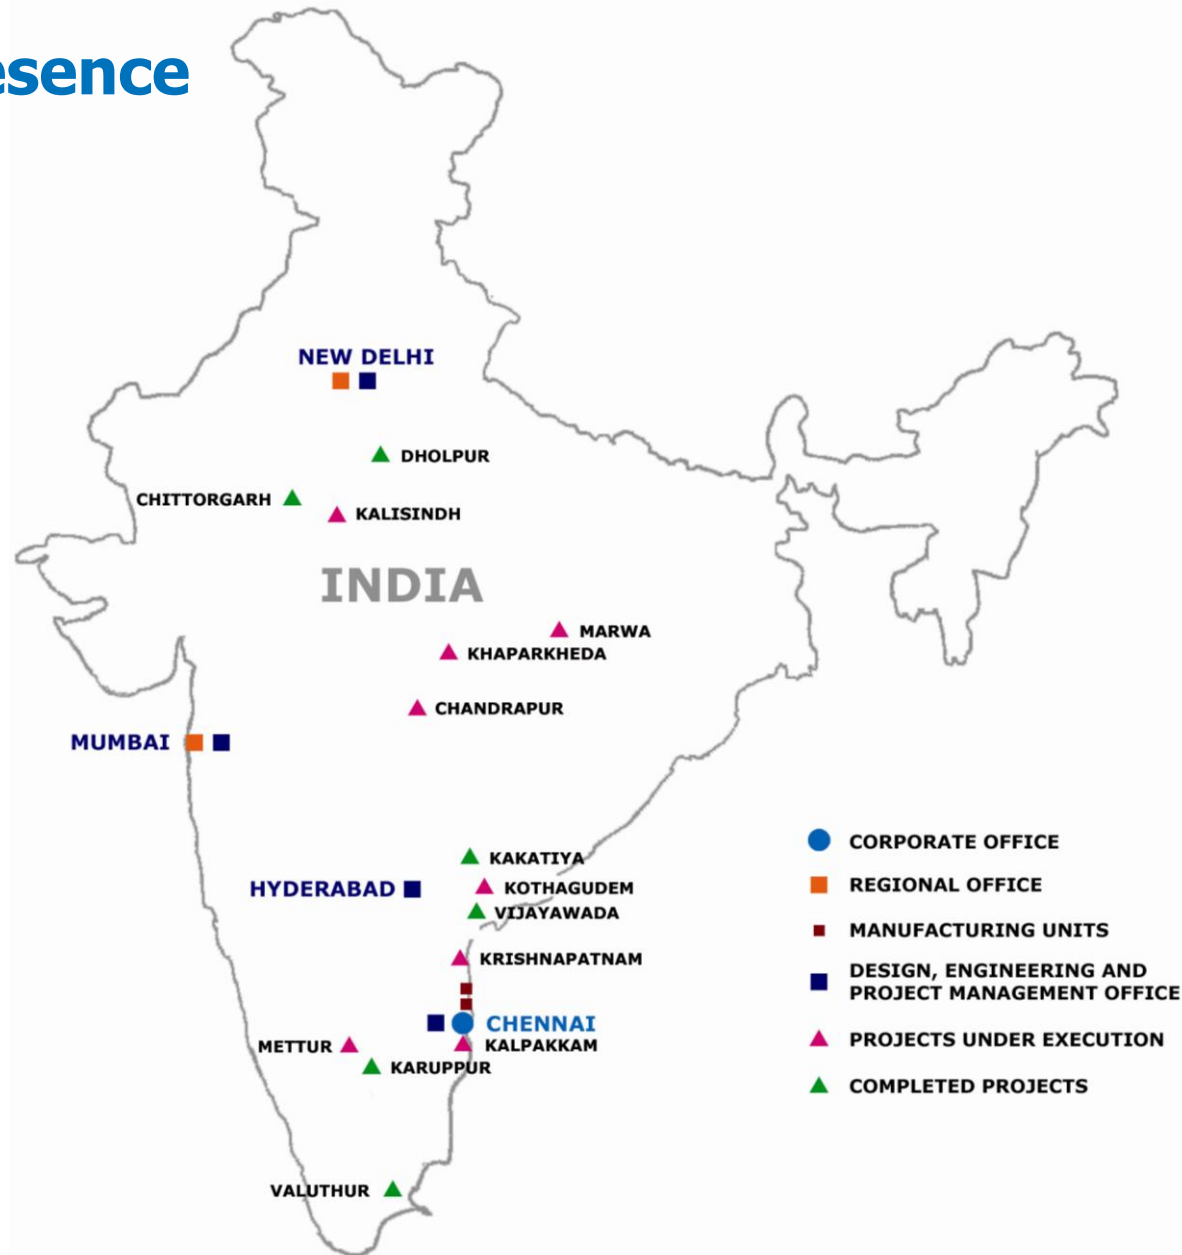 esence
NEW DELHI
DHOLPUR
CHITTORGARH
KALISINDH
INDIA
MARWA
KHAPARKHEDA
CHANDRAPUR
MUMBAI
KAKATIYA
HYDERABAD
KOTHAGUDEM
VIJAYAWADA
KRISHNAPATNAM
CHENNAI
METTUR
KALPAKKAM
KARUPPUR
VALUTHUR
CORPORATE OFFICE
REGIONAL OFFICE
MANUFACTURING UNITS
DESIGN, ENGINEERING AND
PROJECT MANAGEMENT OFFICE
PROJECTS UNDER EXECUTION
COMPLETED PROJECTS